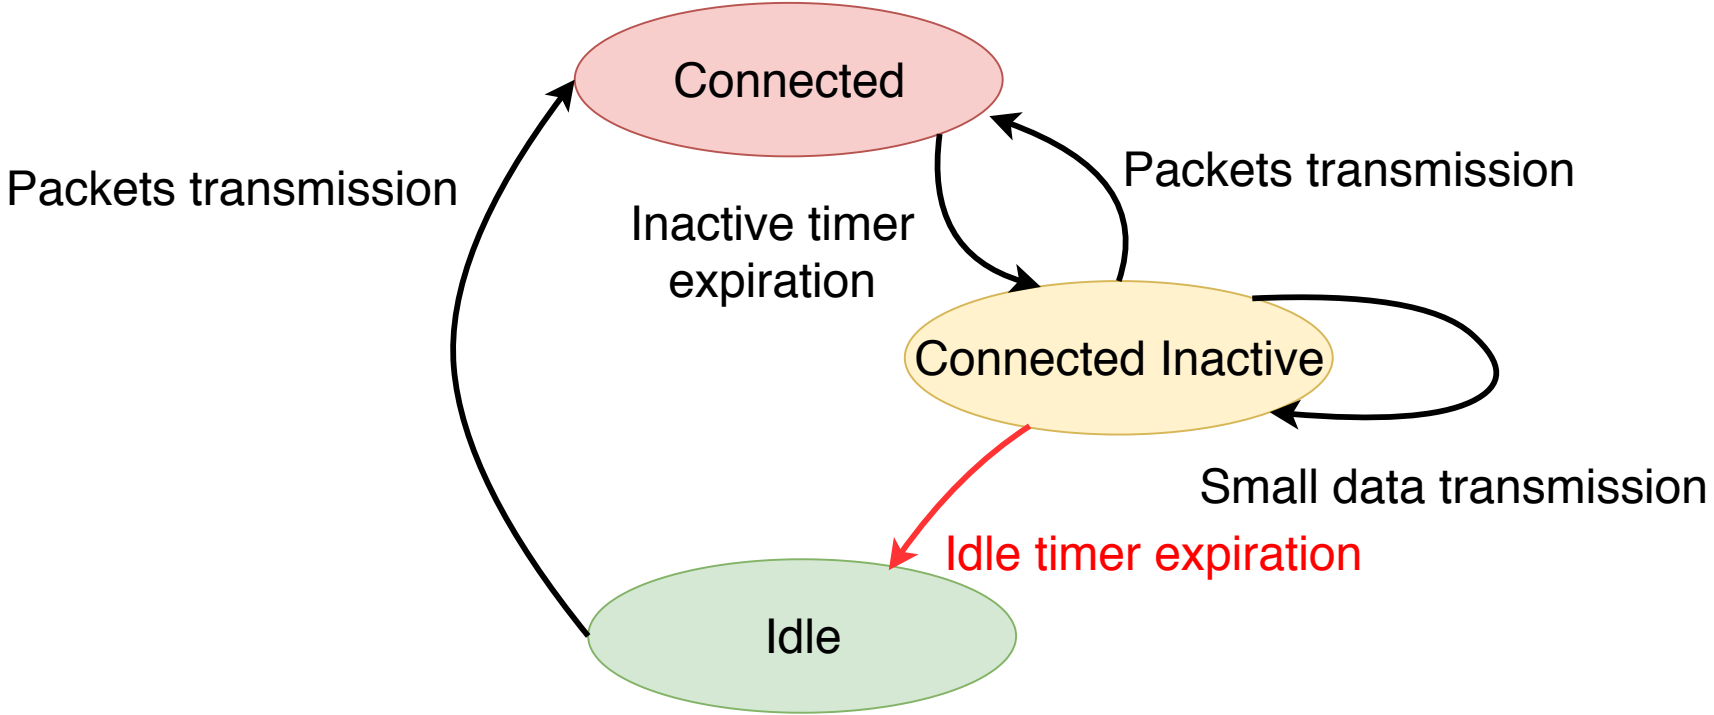 Connected
Packets transmission
Packets transmission
Inactive timer
expiration
Connected Inactive
Small data transmission
Idle timer expiration
Idle